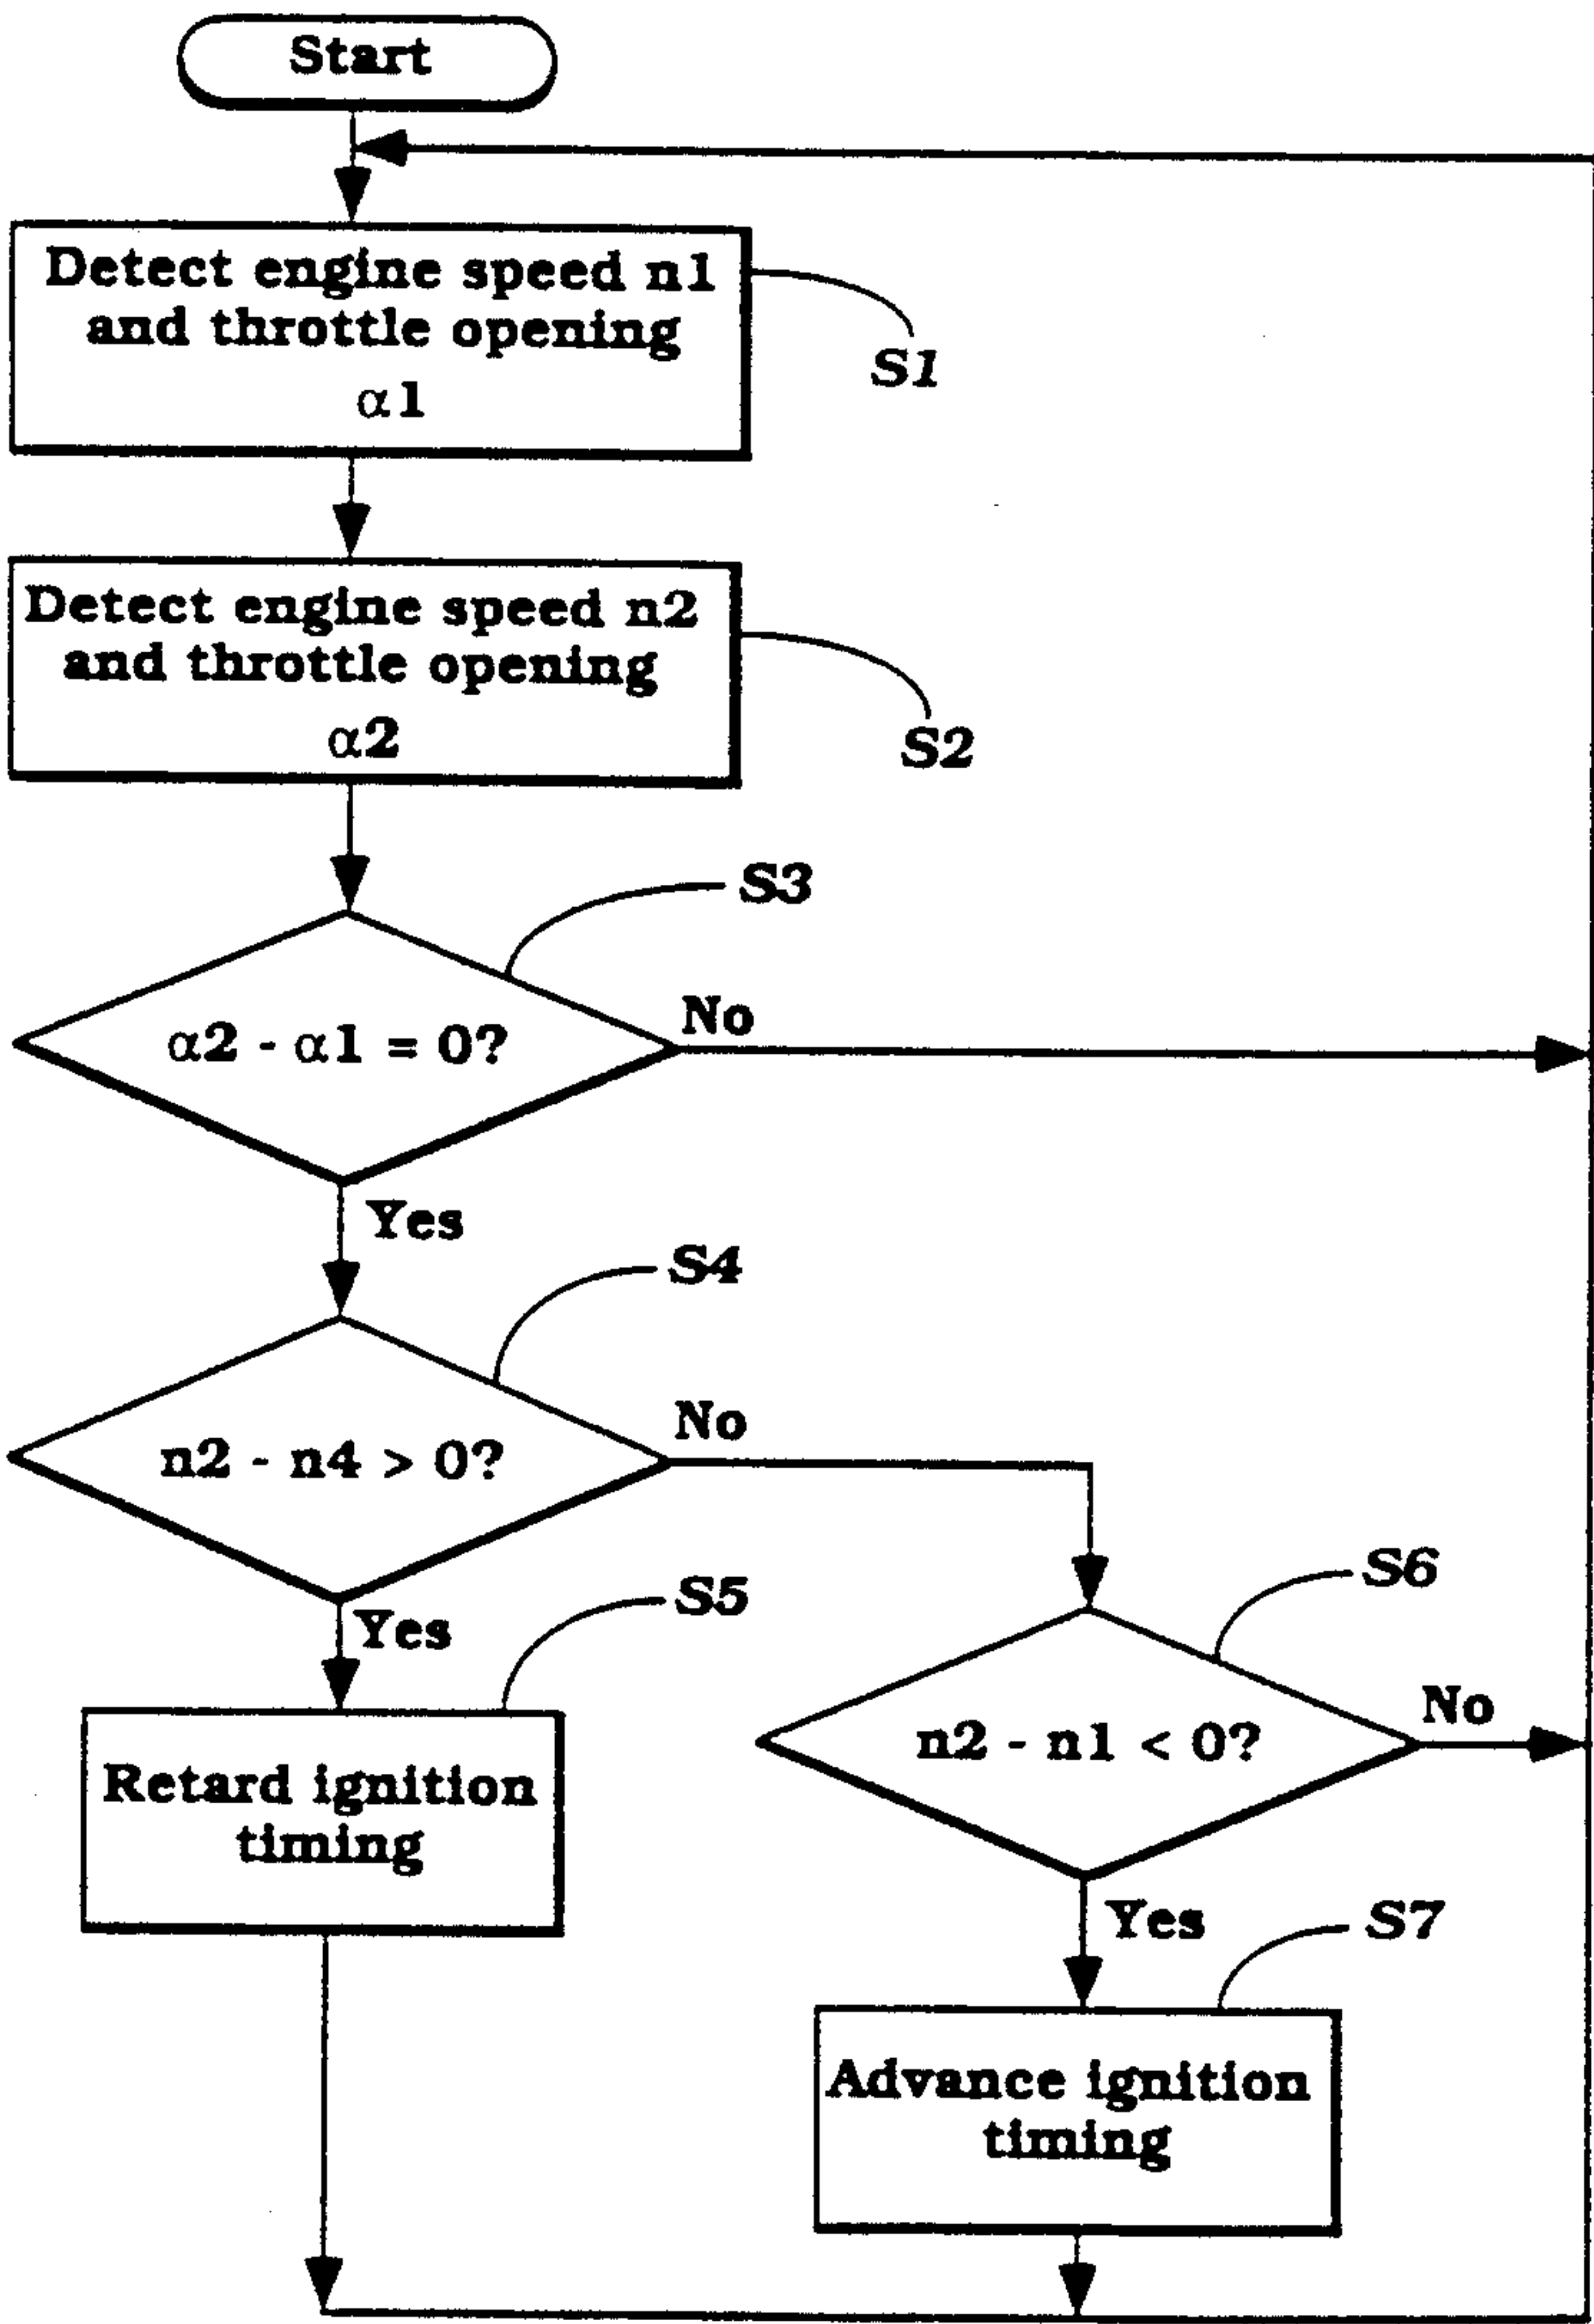 Start
Detect engine speed n1
and throttle opening
α1
S1
Detect engine speed n2
and throttle opening
α2
S2
S3
α2 - α1 = 0?
No
Yes
S4
n2 - n4 > 0?
No
Yes
S5
S6
Retard ignition
timing
n2 - n1 < 0?
No
Yes
S7
Advance ignition
timing